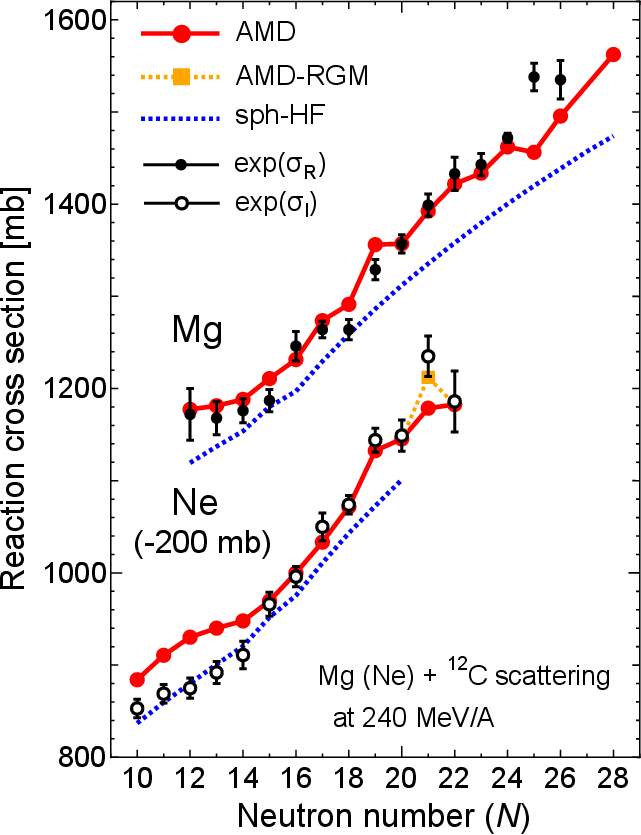 1600
1400
1200
1000
800
Reaction cross section [mb]
AMD
AMD-RGM
sph-HF
exp(σR)
exp(σI)
Mg
Ne
(-200 mb)
Mg (Ne) + ¹²C scattering
at 240 MeV/A
10 12 14 16 18 20 22 24 26 28
Neutron number (N)